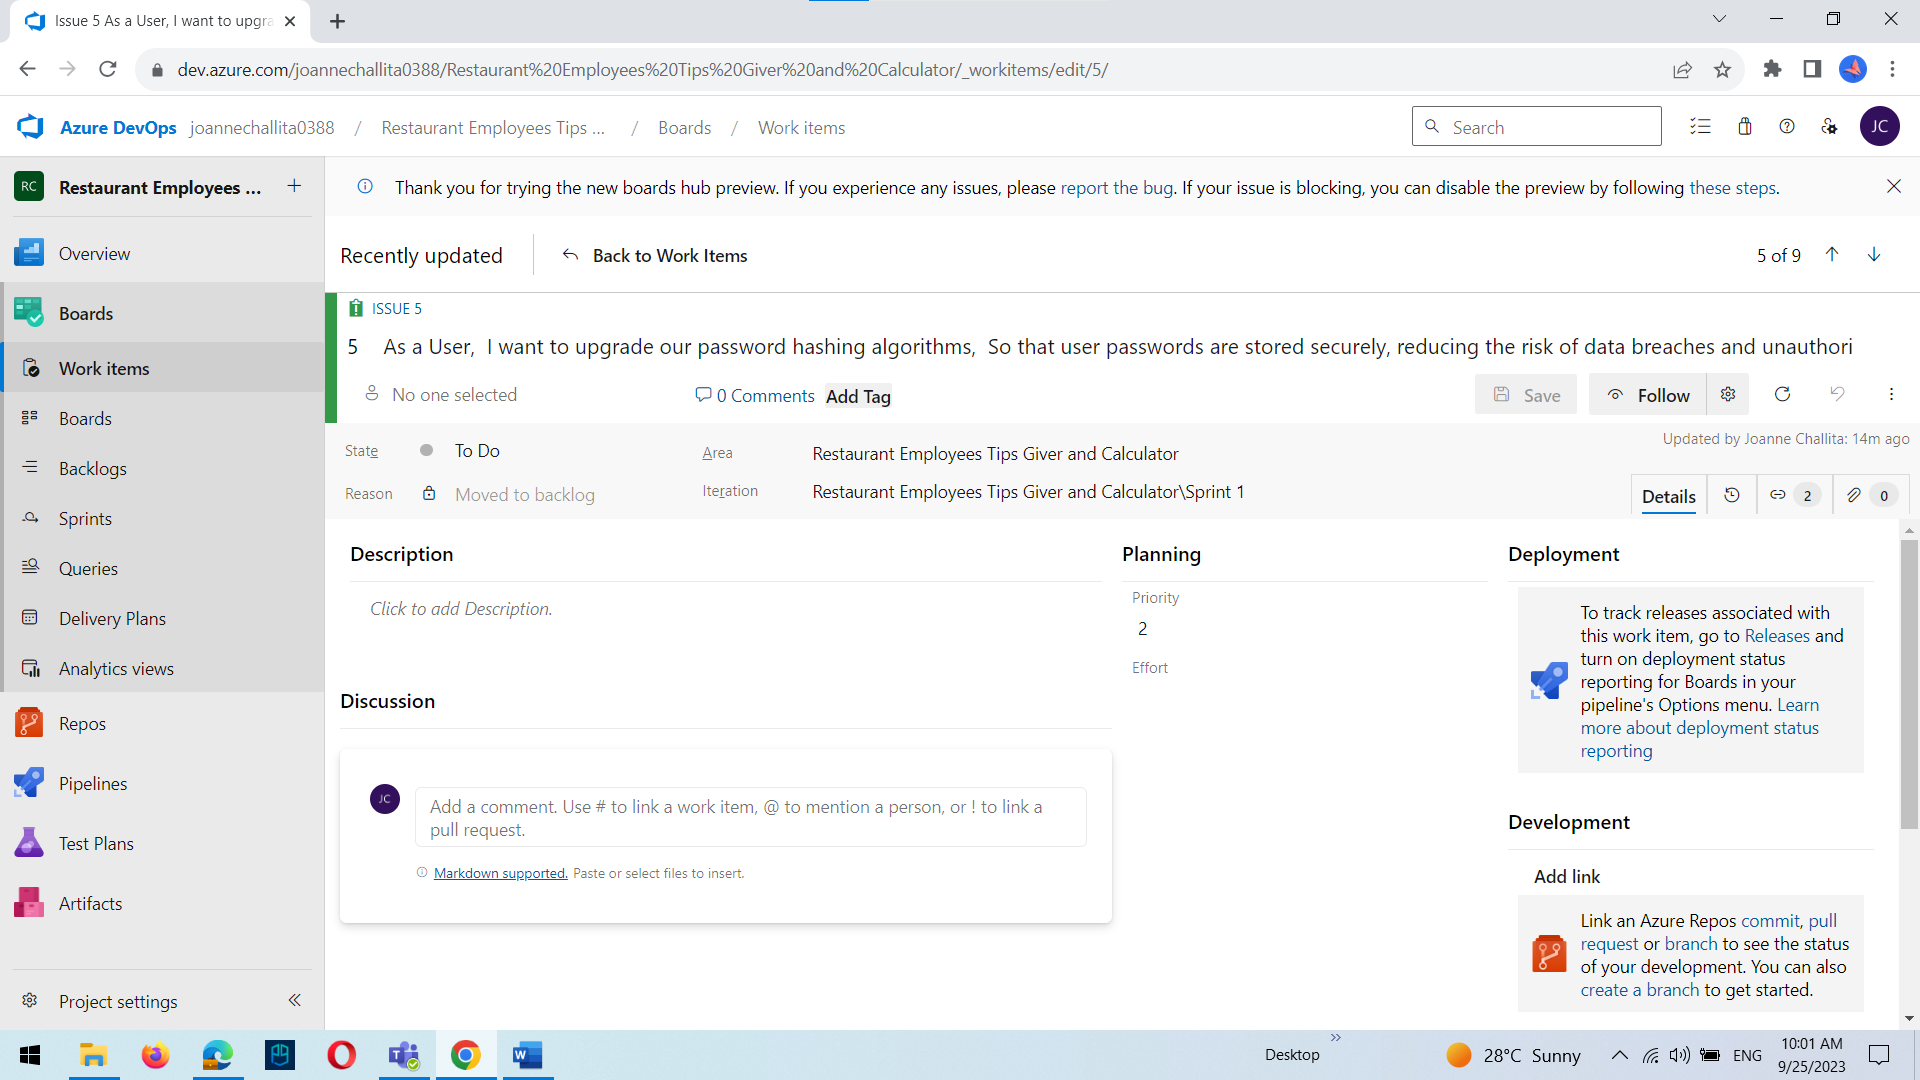 Issue 5 As a User, I want to upgra
dev.azure.com/joannechallita0388/Restaurant%20Employees%20Tips%20Giver%20and%20Calculator/_workitems/edit/5/
Azure DevOps joannechallita0388 / Restaurant Employees Tips ... / Boards / Work items
Search
JC
RC Restaurant Employees ...
Thank you for trying the new boards hub preview. If you experience any issues, please report the bug. If your issue is blocking, you can disable the preview by following these steps.
Overview
Boards
Work items
Boards
Backlogs
Sprints
Queries
Delivery Plans
Analytics views
Repos
Pipelines
Test Plans
Artifacts
Project settings
Recently updated
Back to Work Items
5 of 9
ISSUE 5
5 As a User, I want to upgrade our password hashing algorithms, So that user passwords are stored securely, reducing the risk of data breaches and unauthori
No one selected
0 Comments
Add Tag
Save
Follow
State To Do
Area Restaurant Employees Tips Giver and Calculator
Updated by Joanne Challita: 14m ago
Reason Moved to backlog
Iteration Restaurant Employees Tips Giver and Calculator\Sprint 1
Details
2
0
Description
Click to add Description.
Discussion
JC
Add a comment. Use # to link a work item, @ to mention a person, or ! to link a
pull request.
Markdown supported. Paste or select files to insert.
Planning
Priority
2
Effort
Deployment
To track releases associated with
this work item, go to Releases and
turn on deployment status
reporting for Boards in your
pipeline's Options menu. Learn
more about deployment status
reporting
Development
Add link
Link an Azure Repos commit, pull
request or branch to see the status
of your development. You can also
create a branch to get started.
Desktop
28°C Sunny
ENG
10:01 AM
9/25/2023